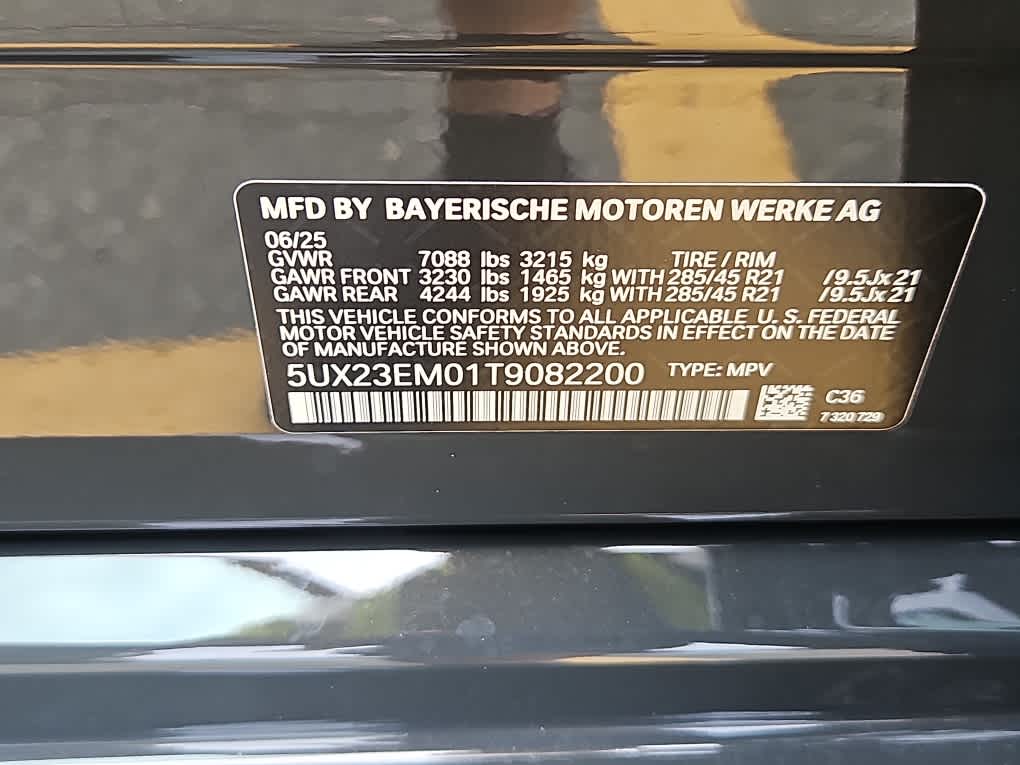 MFD BY BAYERISCHE MOTOREN WERKE AG
06/25
GVWR 7088 lbs 3215 kg TIRE / RIM
GAWR FRONT 3230 lbs 1465 kg WITH 285/45 R21 /9.5Jx21
GAWR REAR 4244 lbs 1925 kg WITH 285/45 R21 /9.5Jx21
THIS VEHICLE CONFORMS TO ALL APPLICABLE U. S. FEDERAL
MOTOR VEHICLE SAFETY STANDARDS IN EFFECT ON THE DATE
OF MANUFACTURE SHOWN ABOVE.
5UX23EM01T9082200 TYPE: MPV
C36
7 320 729